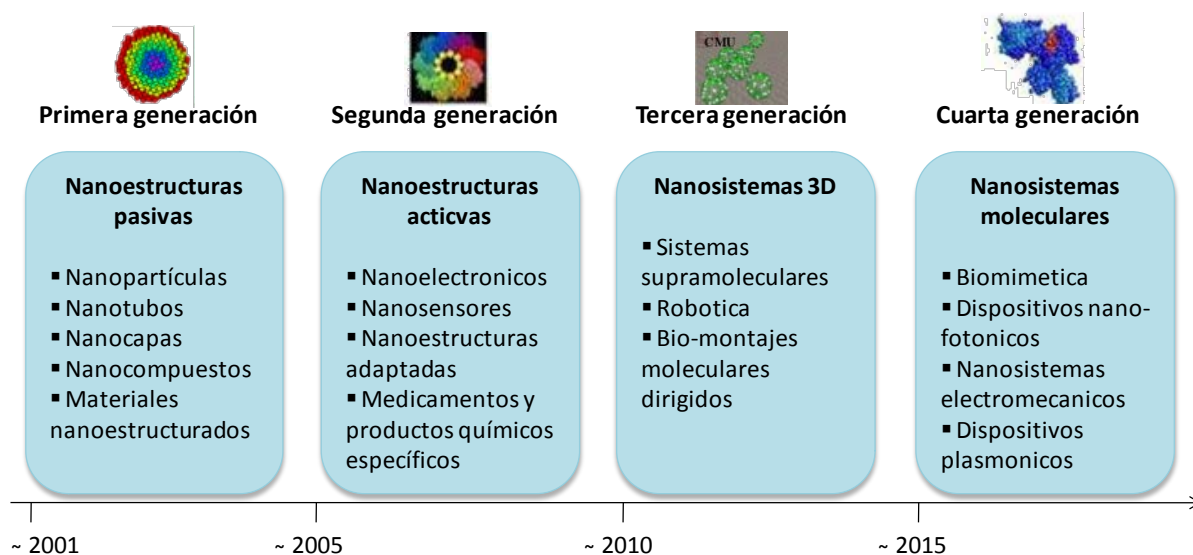 CMU
Primera generación
Segunda generación
Tercera generación
Cuarta generación
Nanoestructuras
pasivas
▪ Nanopartículas
▪ Nanotubos
▪ Nanocapas
▪ Nanocompuestos
▪ Materiales
nanoestructurados
Nanoestructuras
acticvas
▪ Nanoelectronicos
▪ Nanosensores
▪ Nanoestructuras
adaptadas
▪ Medicamentos y
productos químicos
específicos
Nanosistemas 3D
▪ Sistemas
supramoleculares
▪ Robotica
▪ Bio-montajes
moleculares
dirigidos
Nanosistemas
moleculares
▪ Biomimetica
▪ Dispositivos nano-
fotonicos
▪ Nanosistemas
electromecanicos
▪ Dispositivos
plasmonicos
~ 2001
~ 2005
~ 2010
~ 2015